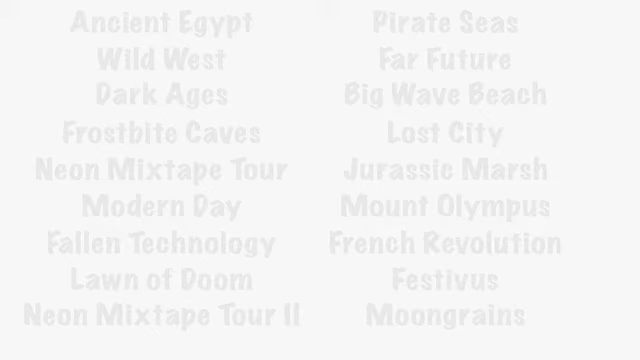 Ancient Egypt
Pirate Seas
Wild West
Far Future
Dark Ages
Big Wave Beach
Frostbite Caves
Lost City
Neon Mixtape Tour
Jurassic Marsh
Modern Day
Mount Olympus
Fallen Technology
French Revolution
Lawn of Doom
Festivus
Neon Mixtape Tour II
Moongrains